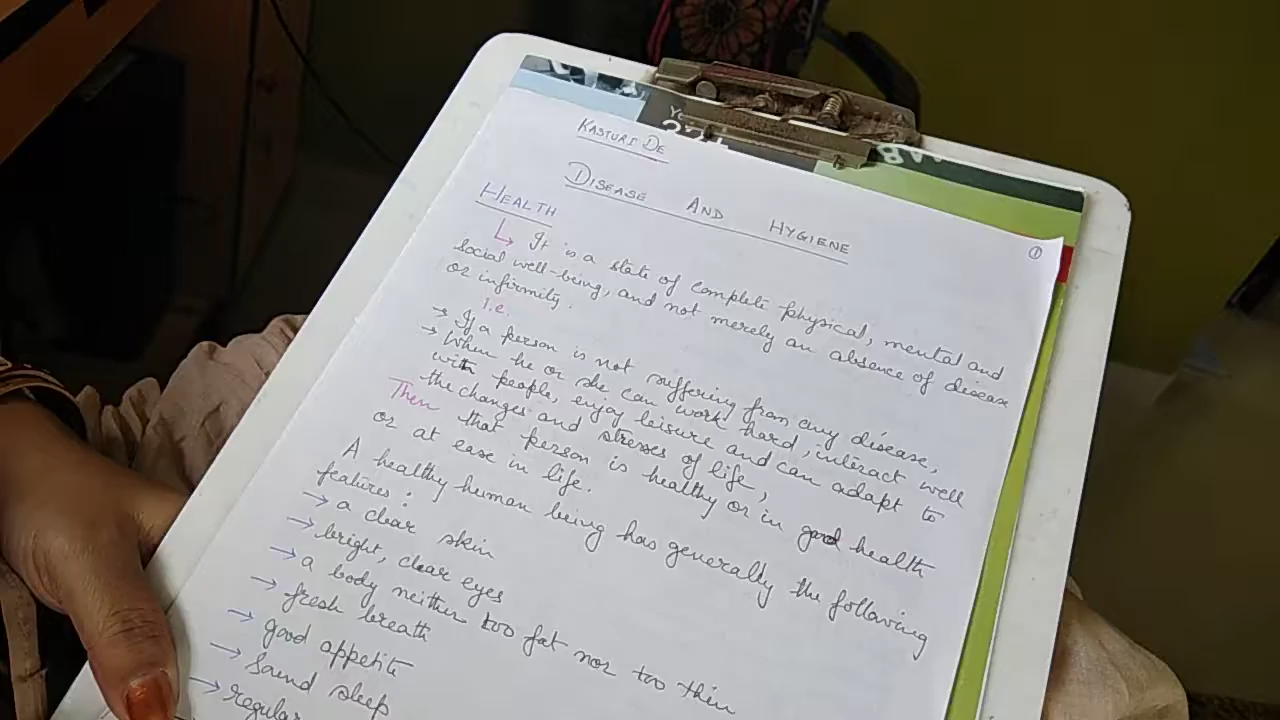 KASTURI DE
DISEASE AND HYGIENE
①
HEALTH
↳ It is a state of complete physical, mental and
social well-being, and not merely an absence of disease
or infirmity.
i.e.
→ If a person is not suffering from any disease,
→ When he or she can work hard, interact well
with people, enjoy leisure and can adapt to
the changes and stresses of life,
Then that person is healthy or in good health
or at ease in life.
A healthy human being has generally the following
features :
→ a clear skin
→ bright, clear eyes
→ a body neither too fat nor too thin
→ fresh breath
→ good appetite
→ Sound sleep
→ regular